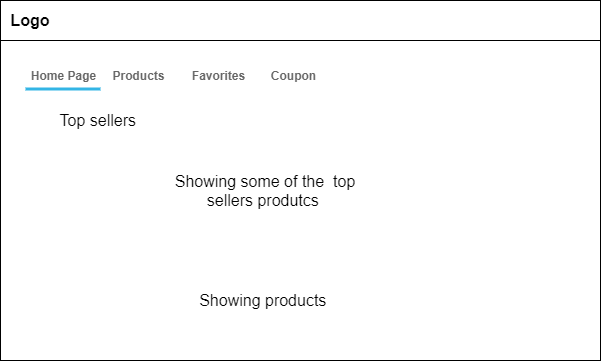 Logo
Home Page Products Favorites Coupon
Top sellers
Showing some of the  top
sellers produtcs
Showing products